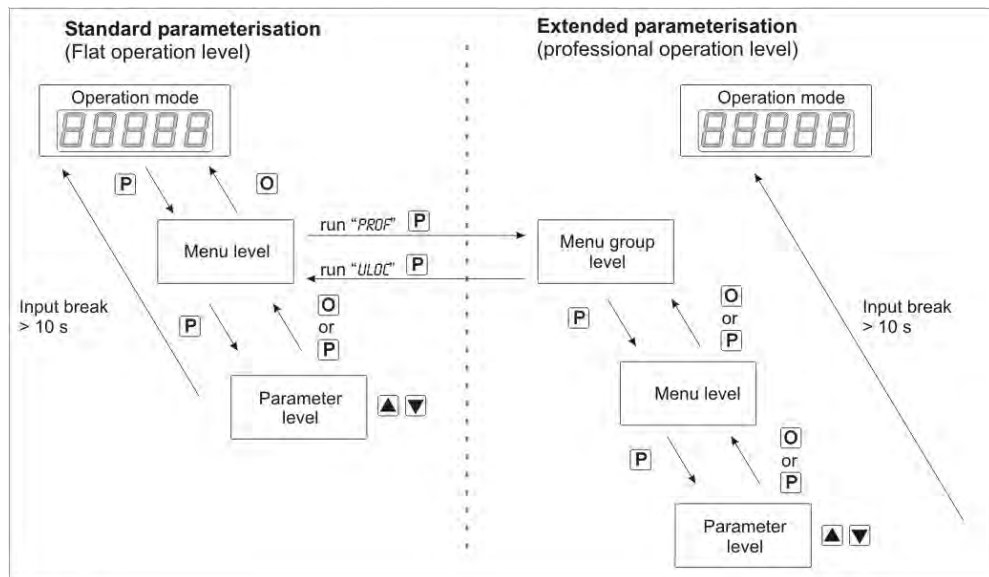 Standard parameterisation
(Flat operation level)
Operation mode
88888
P
O
Menu level
run "PROF" P
run "ULOC" P
Input break
> 10 s
P
O
or
P
Parameter
level
▲ ▼
Extended parameterisation
(professional operation level)
Operation mode
88888
Menu group
level
P
O
or
P
Input break
> 10 s
Menu level
P
O
or
P
Parameter
level
▲ ▼